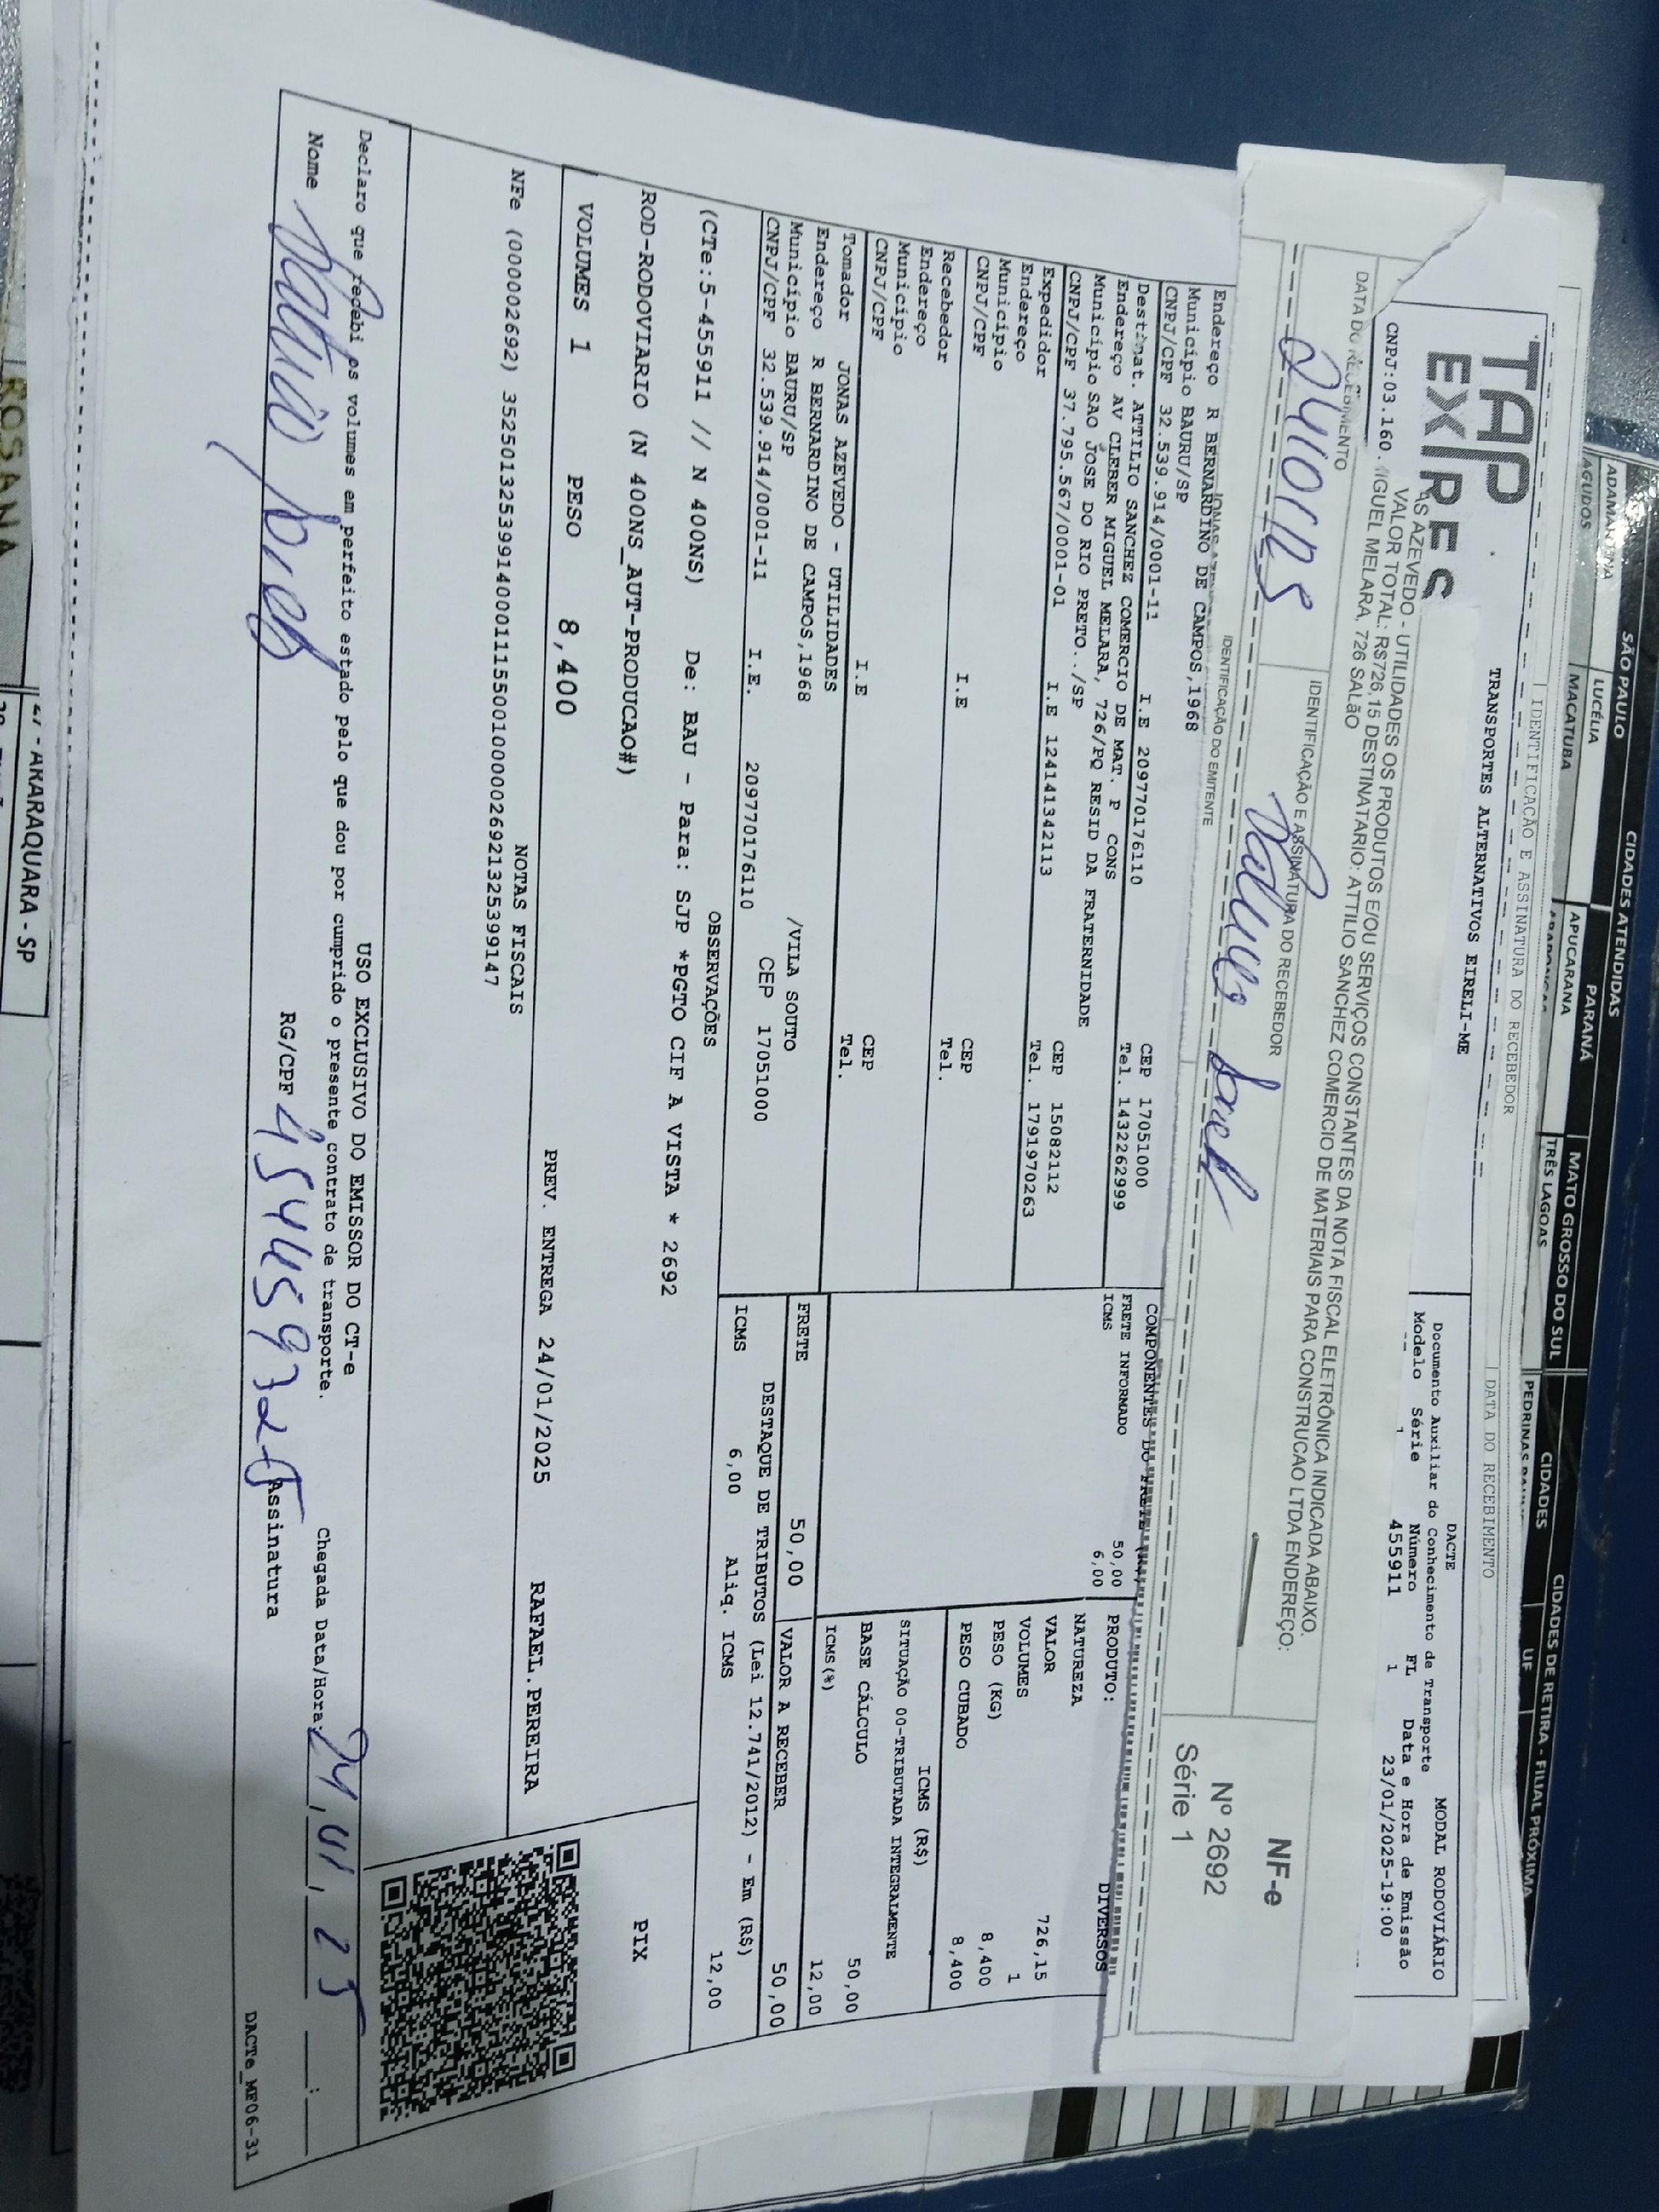 SÃO PAULO
CIDADES ATENDIDAS
PARANÁ
MATO GROSSO DO SUL
CIDADES
CIDADES DE RETIRA - FILIAL PRÓXIMA
UF
ADAMANTINA
LUCÉLIA
APUCARANA
TRÊS LAGOAS
AGUDOS
MACATUBA
IDENTIFICAÇÃO E ASSINATURA DO RECEBEDOR
DATA DO RECEBIMENTO
TAP
TRANSPORTES ALTERNATIVOS EIRELI-ME
CNPJ:03.160.
DACTE
MODAL RODOVIÁRIO
Documento Auxiliar do Conhecimento de Transporte
Modelo Série Número FL Data e Hora de Emissão
1 455911 1 23/01/2025-19:00
AS AZEVEDO - UTILIDADES OS PRODUTOS E/OU SERVIÇOS CONSTANTES DA NOTA FISCAL ELETRÔNICA INDICADA ABAIXO.
VALOR TOTAL: R$726,15 DESTINATARIO: ATTILIO SANCHEZ COMERCIO DE MATERIAIS PARA CONSTRUCAO LTDA ENDEREÇO:
IGUEL MELARA, 726 SALãO
DATA DO RECEBIMENTO
IDENTIFICAÇÃO E ASSINATURA DO RECEBEDOR
NF-e
Nº 2692
Série 1
IDENTIFICAÇÃO DO EMITENTE
Endereço R BERNARDINO DE CAMPOS,1968
Município BAURU/SP
CEP 17051000
CNPJ/CPF 32.539.914/0001-11 I.E 209770176110 Tel. 1432262999
Destinat. ATTILIO SANCHEZ COMERCIO DE MAT. P CONS
Endereço AV CLEBER MIGUEL MELARA, 726/PQ RESID DA FRATERNIDADE
Município SAO JOSE DO RIO PRETO../SP CEP 15082112
CNPJ/CPF 37.795.567/0001-01 I.E 124141342113 Tel. 1791970263
Expedidor
Endereço
Município CEP
CNPJ/CPF I.E Tel.
Recebedor
Endereço
Município CEP
CNPJ/CPF I.E Tel.
Tomador JONAS AZEVEDO - UTILIDADES
Endereço R BERNARDINO DE CAMPOS,1968 /VILA SOUTO
Município BAURU/SP CEP 17051000
CNPJ/CPF 32.539.914/0001-11 I.E. 209770176110
COMPONENTES DO FRETE
FRETE INFORMADO 50,00
ICMS 6,00
PRODUTO: DIVERSOS
NATUREZA
VALOR 726,15
VOLUMES 1
PESO (KG) 8,400
PESO CUBADO 8,400
ICMS (R$)
SITUAÇÃO 00-TRIBUTADA INTEGRALMENTE
BASE CÁLCULO 50,00
ICMS(%) 12,00
FRETE 50,00 VALOR A RECEBER 50,00
DESTAQUE DE TRIBUTOS (Lei 12.741/2012) - Em (R$)
ICMS 6,00 Aliq. ICMS 12,00
OBSERVAÇÕES
(CTe:5-455911 // N 400NS) De: BAU - Para: SJP *PGTO CIF A VISTA * 2692
ROD-RODOVIARIO (N 400NS_AUT-PRODUCAO#)
PIX
VOLUMES 1 PESO 8,400 PREV. ENTREGA 24/01/2025 RAFAEL.PEREIRA
NOTAS FISCAIS
NFe (000002692) 35250132539914000111550010000026921325399147
USO EXCLUSIVO DO EMISSOR DO CT-e
Declaro que recebi os volumes em perfeito estado pelo que dou por cumprido o presente contrato de transporte.
Chegada Data/Hora: 24,01,25
Nome
RG/CPF
Assinatura
DACTe_MF06-31
ARAQUARA - SP
ROSANA